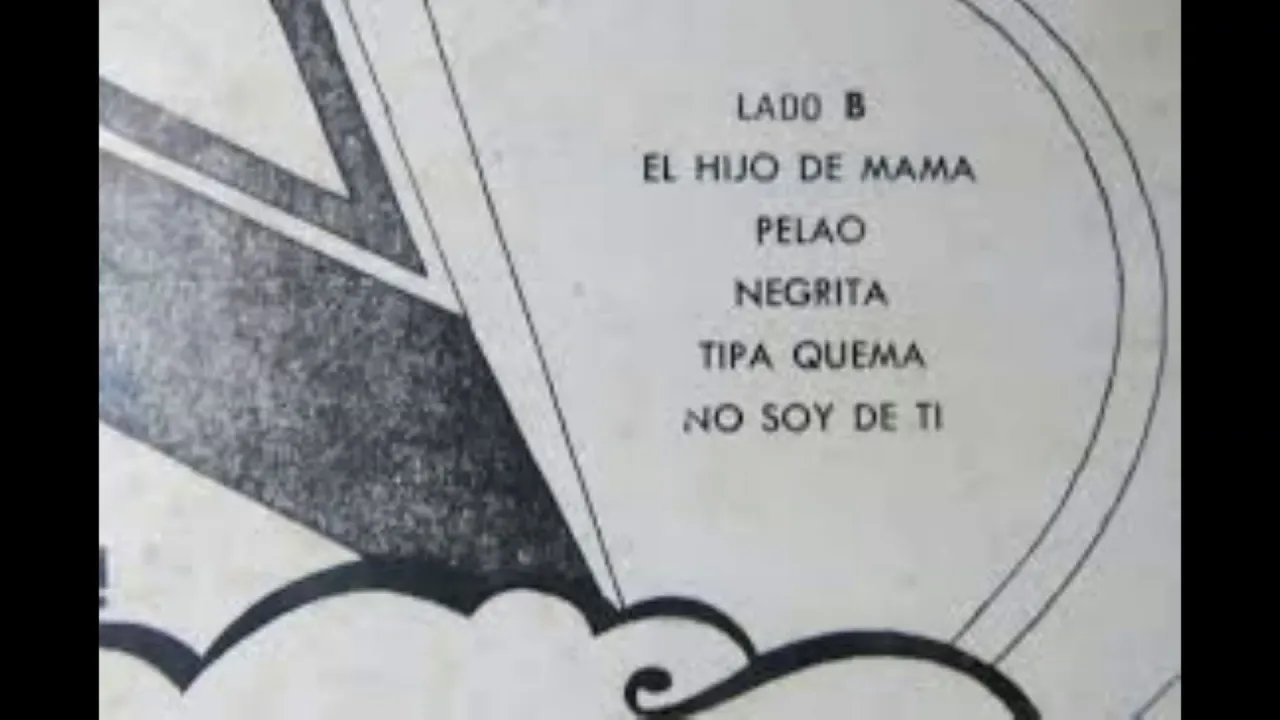 LADO B
EL HIJO DE MAMA
PELAO
NEGRITA
TIPA QUEMA
NO SOY DE TI